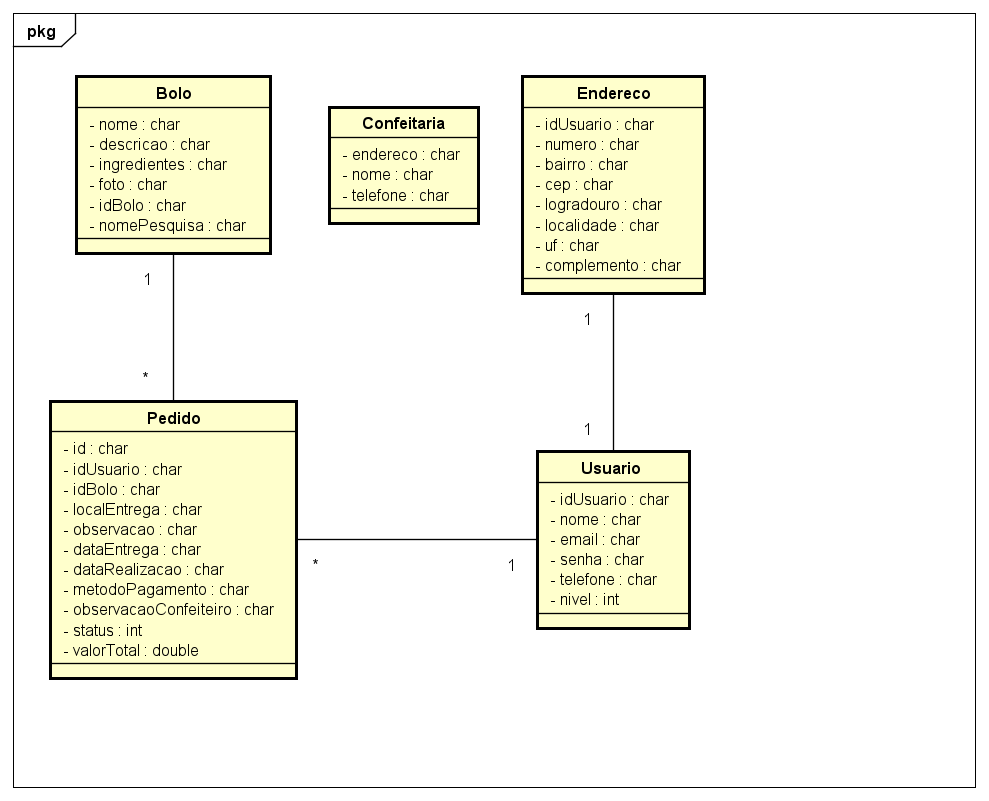 pkg
Bolo
- nome : char
- descricao : char
- ingredientes : char
- foto : char
- idBolo : char
- nomePesquisa : char
Confeitaria
- endereco : char
- nome : char
- telefone : char
Endereco
- idUsuario : char
- numero : char
- bairro : char
- cep : char
- logradouro : char
- localidade : char
- uf : char
- complemento : char
1
*
1
1
Pedido
- id : char
- idUsuario : char
- idBolo : char
- localEntrega : char
- observacao : char
- dataEntrega : char
- dataRealizacao : char
- metodoPagamento : char
- observacaoConfeiteiro : char
- status : int
- valorTotal : double
*
1
Usuario
- idUsuario : char
- nome : char
- email : char
- senha : char
- telefone : char
- nivel : int